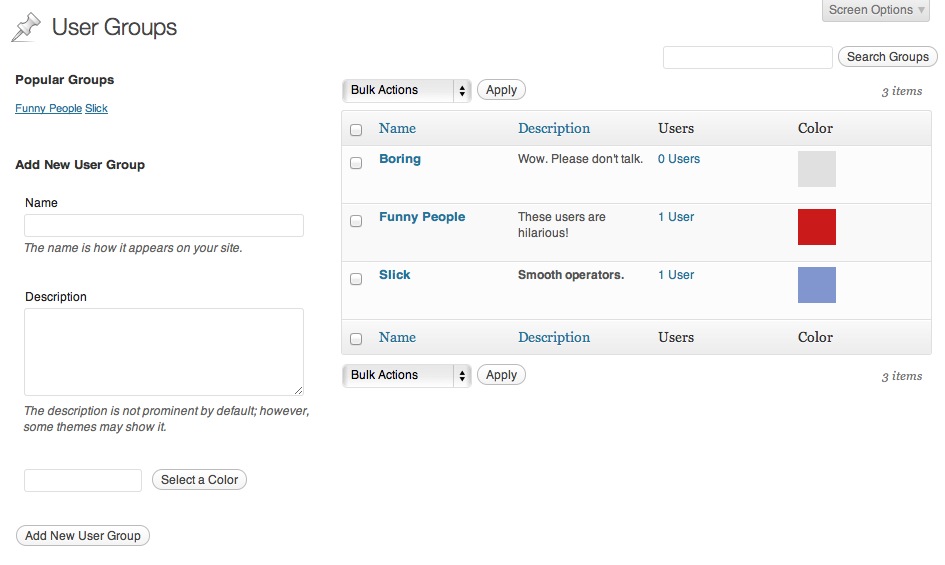 Screen Options
User Groups
Search Groups
Popular Groups
Funny People Slick
Add New User Group
Name
The name is how it appears on your site.
Description
The description is not prominent by default; however,
some themes may show it.
Select a Color
Add New User Group
Bulk Actions Apply 3 items
Name Description Users Color
Boring Wow. Please don't talk. 0 Users
Funny People These users are 1 User
hilarious!
Slick Smooth operators. 1 User
Name Description Users Color
Bulk Actions Apply 3 items